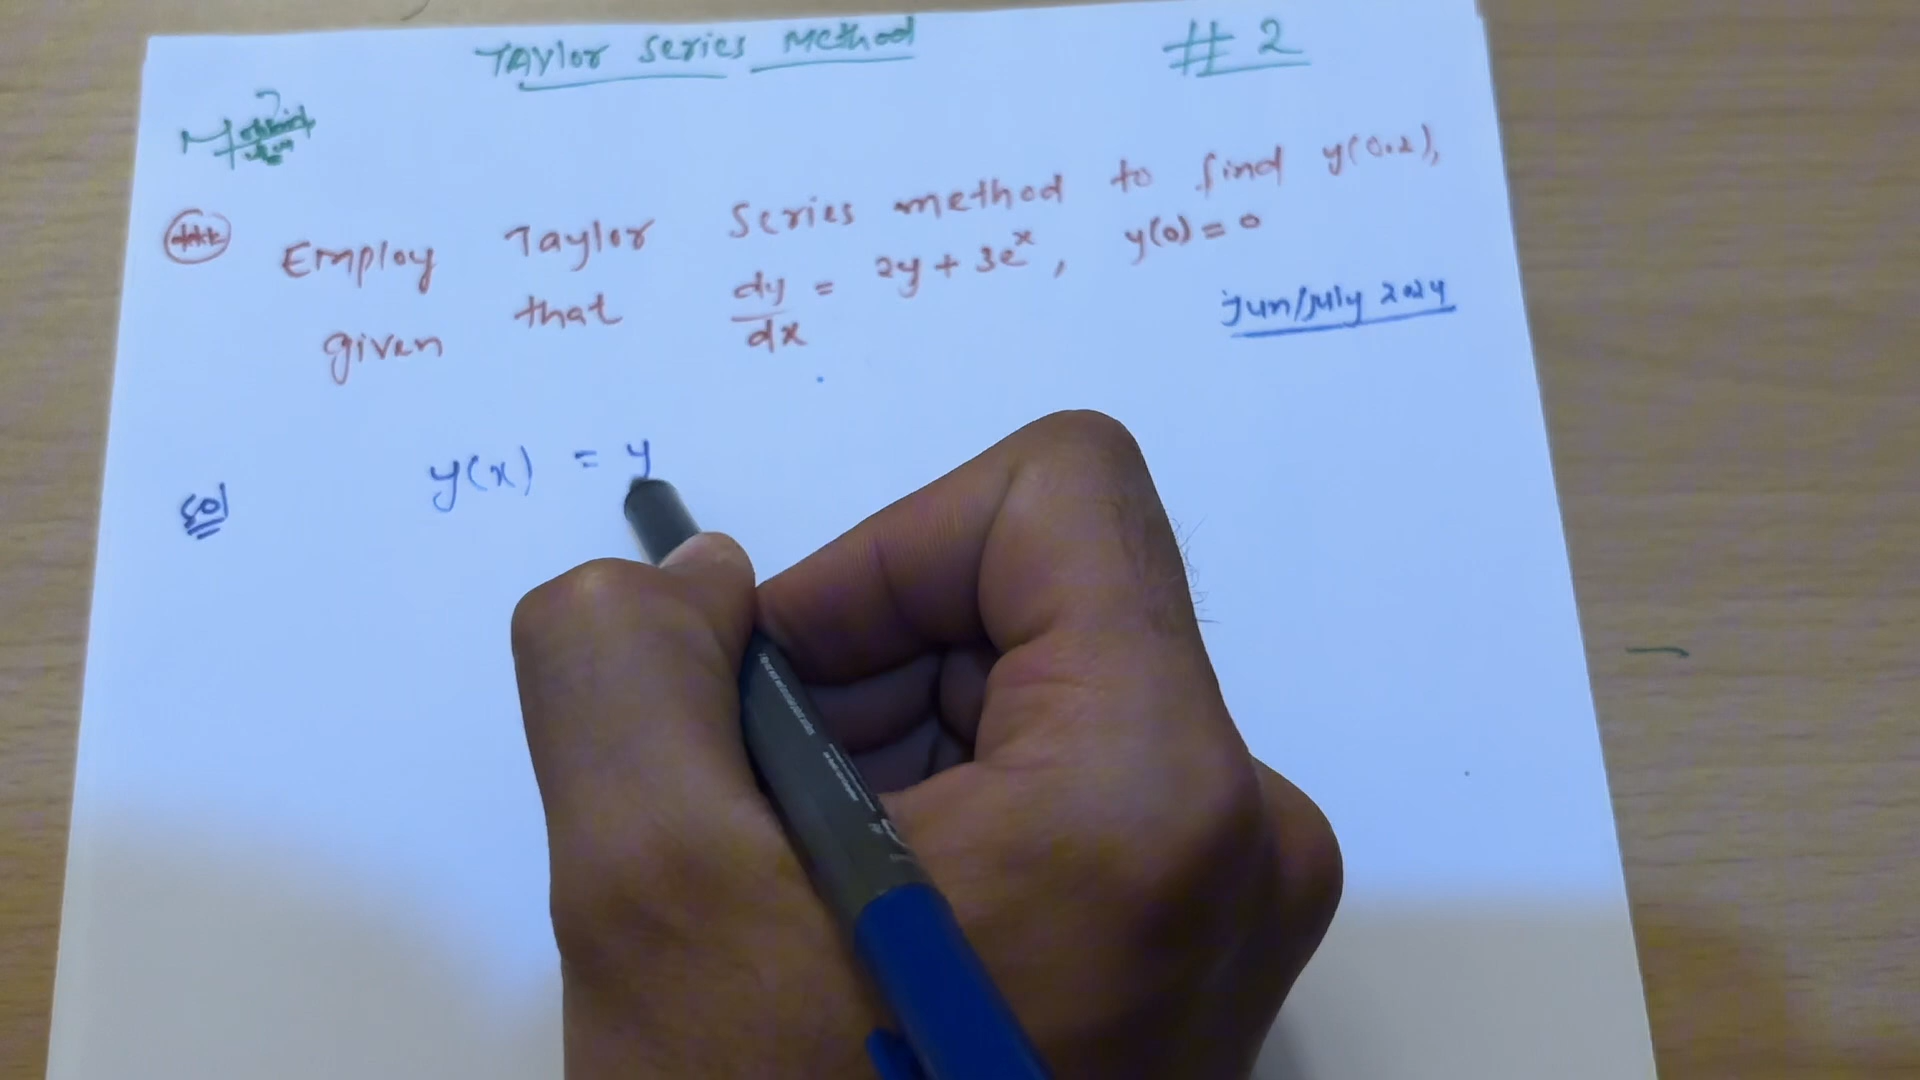 Taylor Series Method # 2
Employ Taylor Series method to find y(0.2),
given that dy/dx = 2y + 3e^x, y(0) = 0
Jun/July 2024
Sol y(x) = y